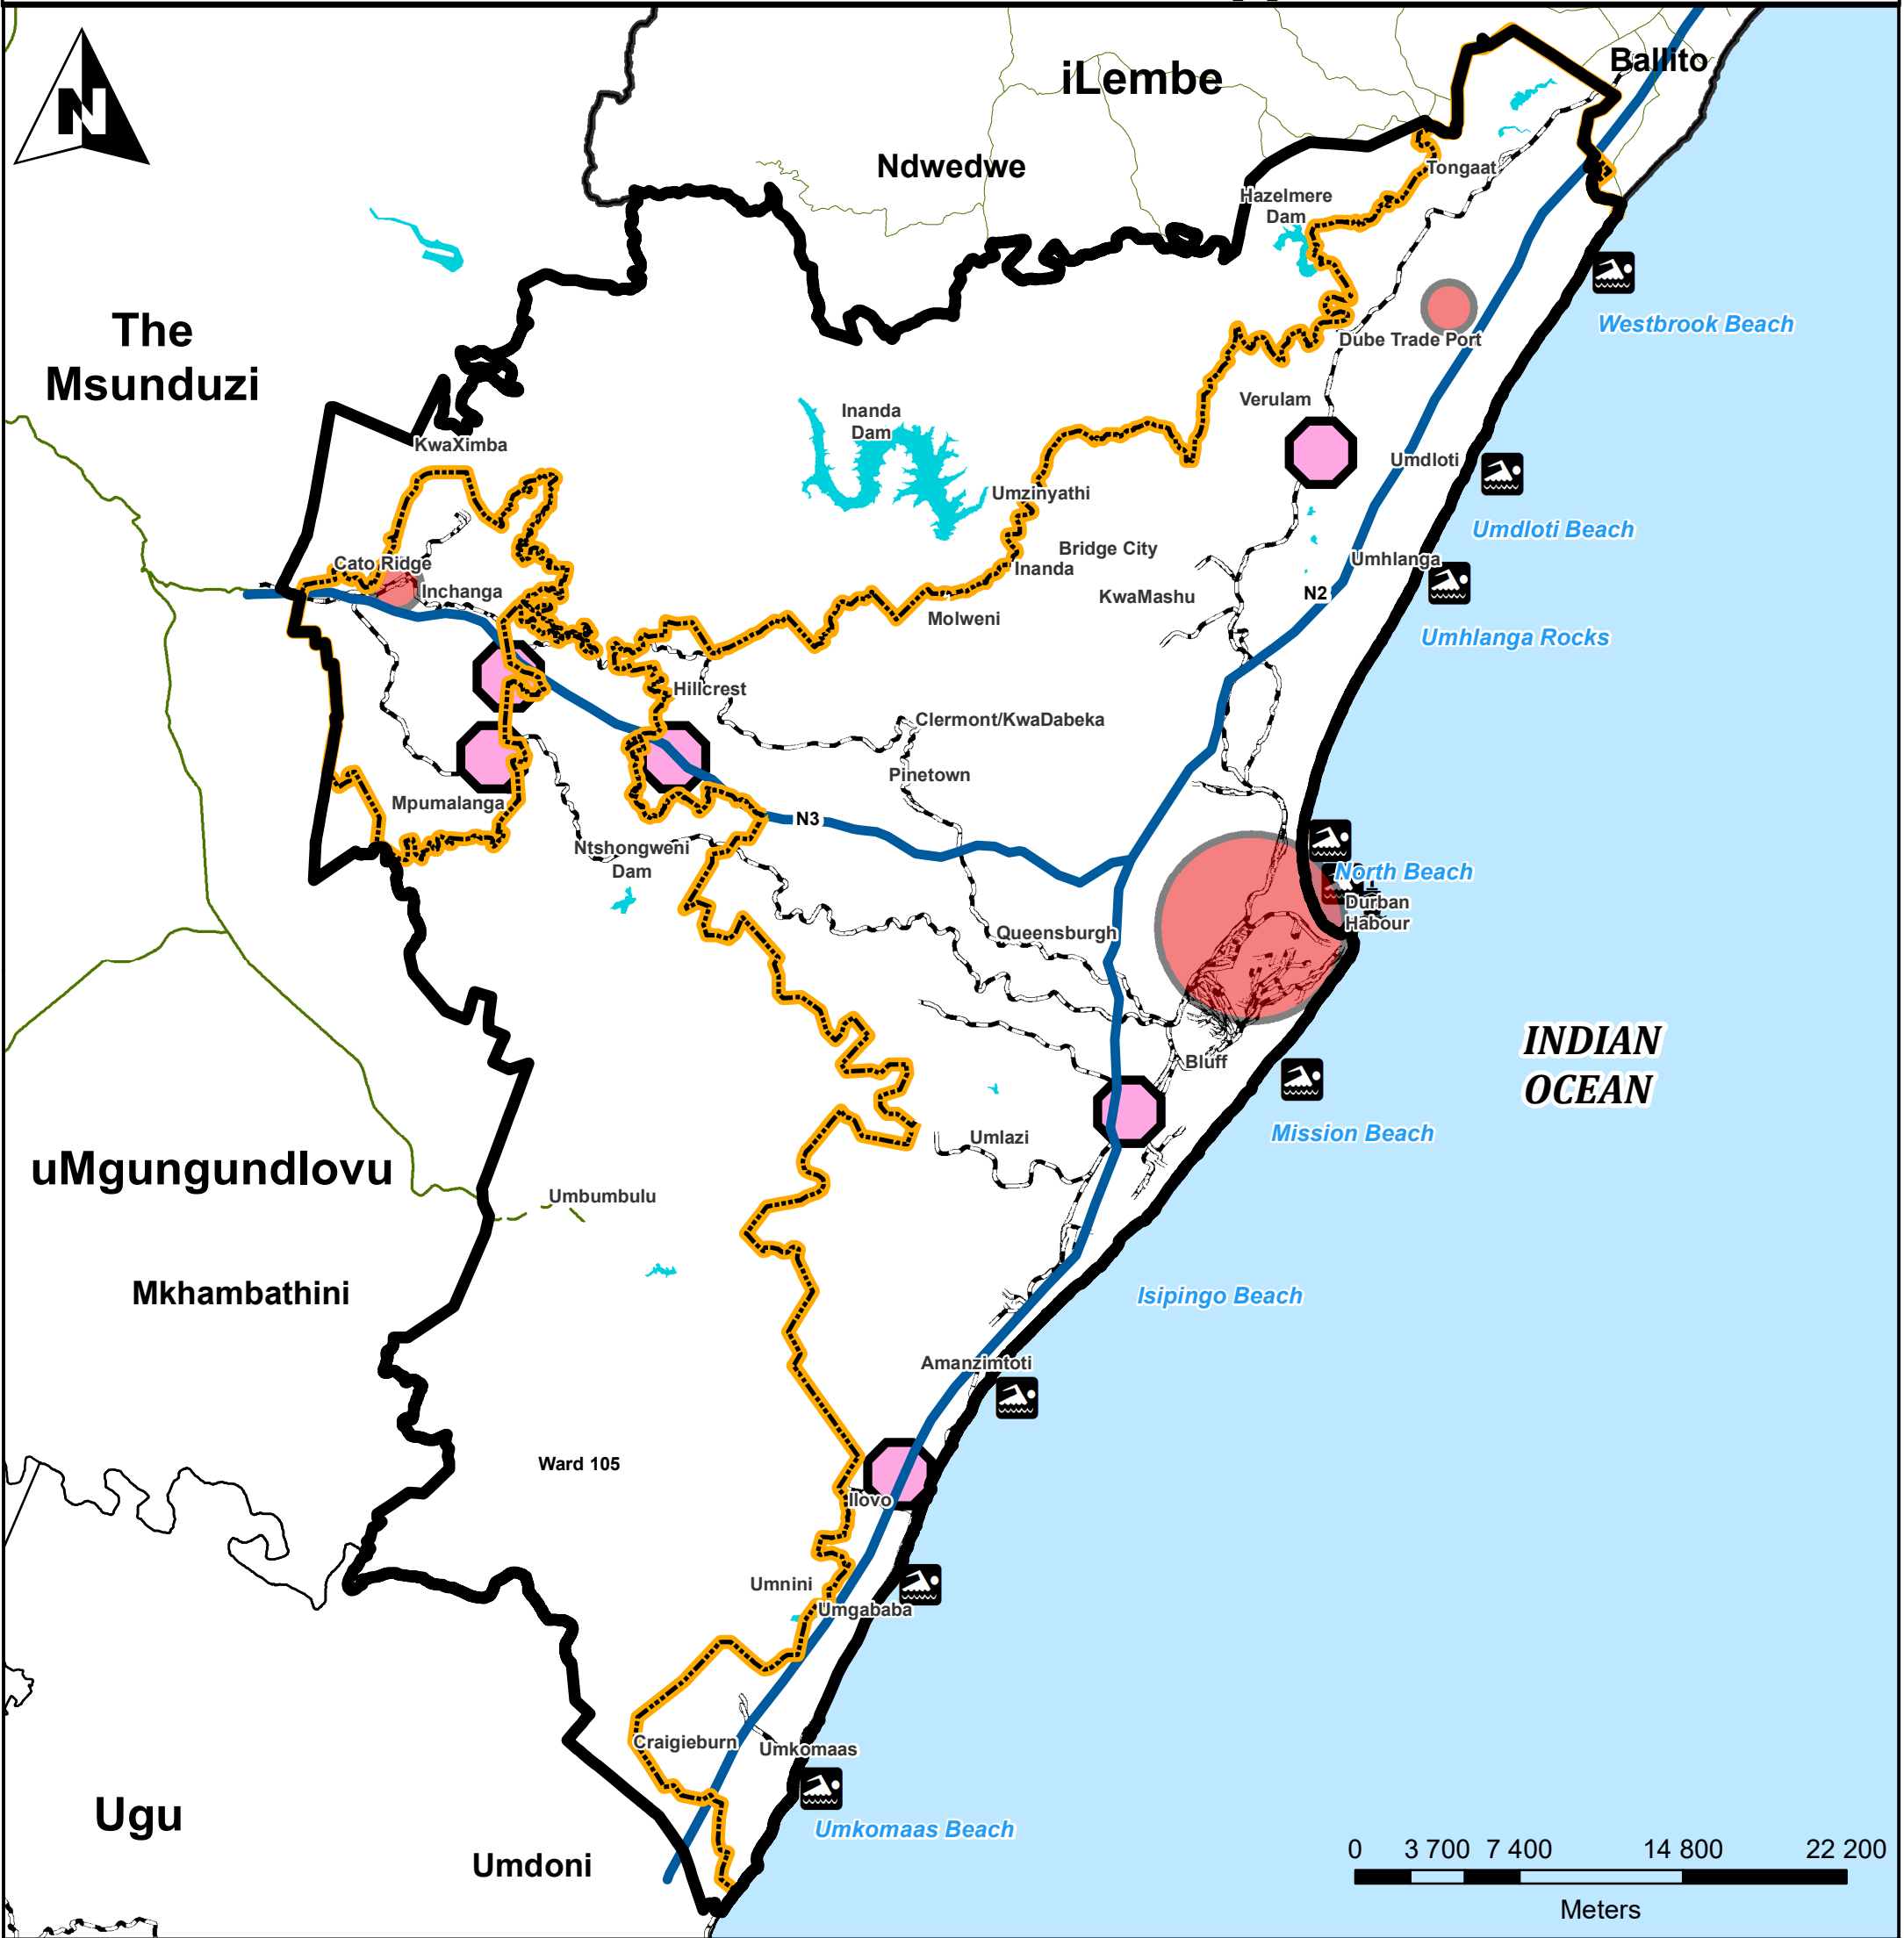 N
iLembe
Ballito
Ndwedwe
Tongaat
Hazelmere
Dam
Westbrook Beach
The
Msunduzi
Dube Trade Port
Verulam
Inanda
Dam
KwaXimba
Umdloti
Umzinyathi
Umdloti Beach
Bridge City
Inanda
Umhlanga
Cato Ridge
Inchanga
KwaMashu
N2
Molweni
Umhlanga Rocks
Hillcrest
Clermont/KwaDabeka
Pinetown
Mpumalanga
N3
Ntshongweni
Dam
North Beach
Durban
Habour
Queensburgh
INDIAN
OCEAN
Bluff
Mission Beach
Umlazi
uMgungundlovu
Umbumbulu
Mkhambathini
Isipingo Beach
Amanzimtoti
Ward 105
Ilovo
Umnini
Umgababa
Craigieburn
Umkomaas
Ugu
Umkomaas Beach
Umdoni
0 3 700 7 400 14 800 22 200
Meters